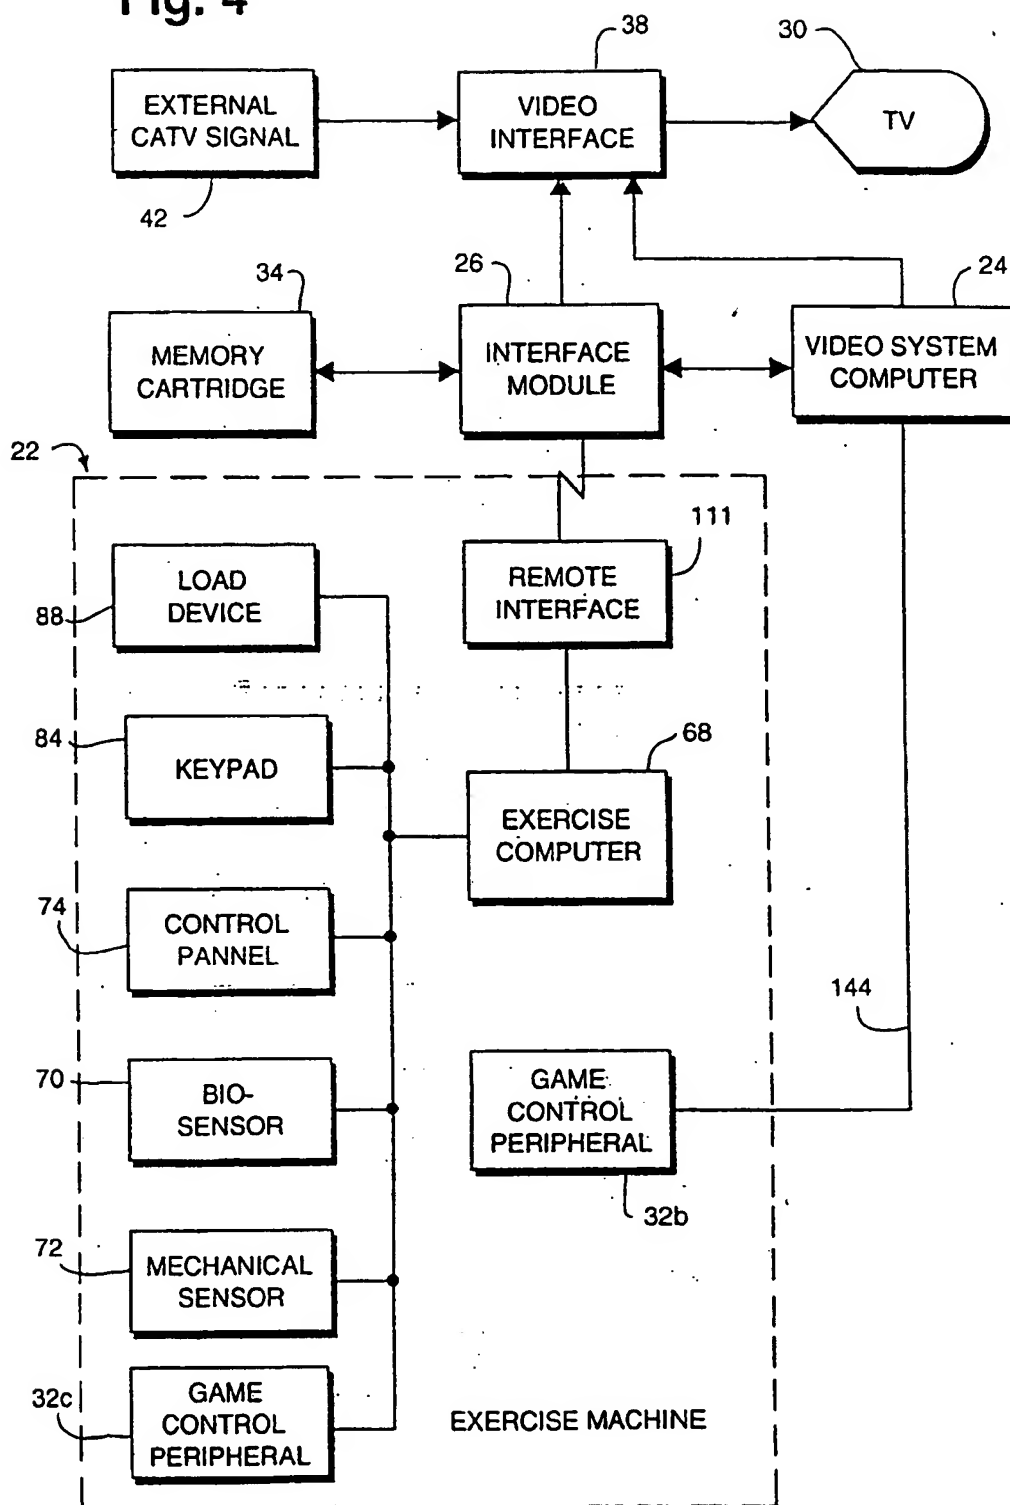 Fig. 4
38
30
EXTERNAL
CATV SIGNAL
VIDEO
INTERFACE
TV
42
34
26
24
MEMORY
CARTRIDGE
INTERFACE
MODULE
VIDEO SYSTEM
COMPUTER
22
111
LOAD
DEVICE
REMOTE
INTERFACE
88
84
68
KEYPAD
EXERCISE
COMPUTER
74
CONTROL
PANNEL
144
70
BIO-
SENSOR
GAME
CONTROL
PERIPHERAL
32b
72
MECHANICAL
SENSOR
32c
GAME
CONTROL
PERIPHERAL
EXERCISE MACHINE